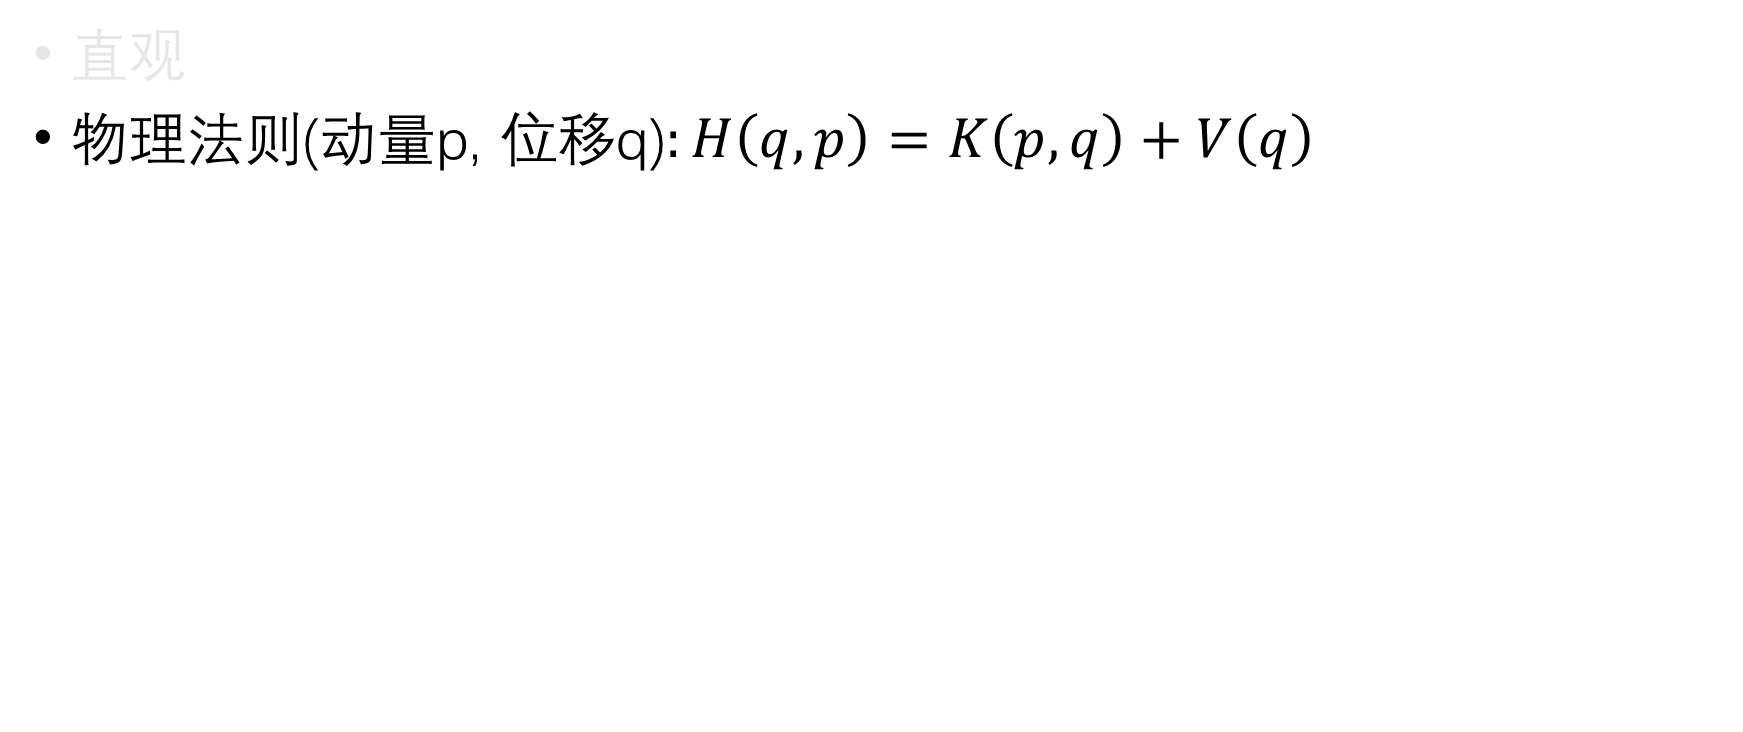 • 直观
• 物理法则(动量p, 位移q): H(q,p) = K(p,q) + V(q)